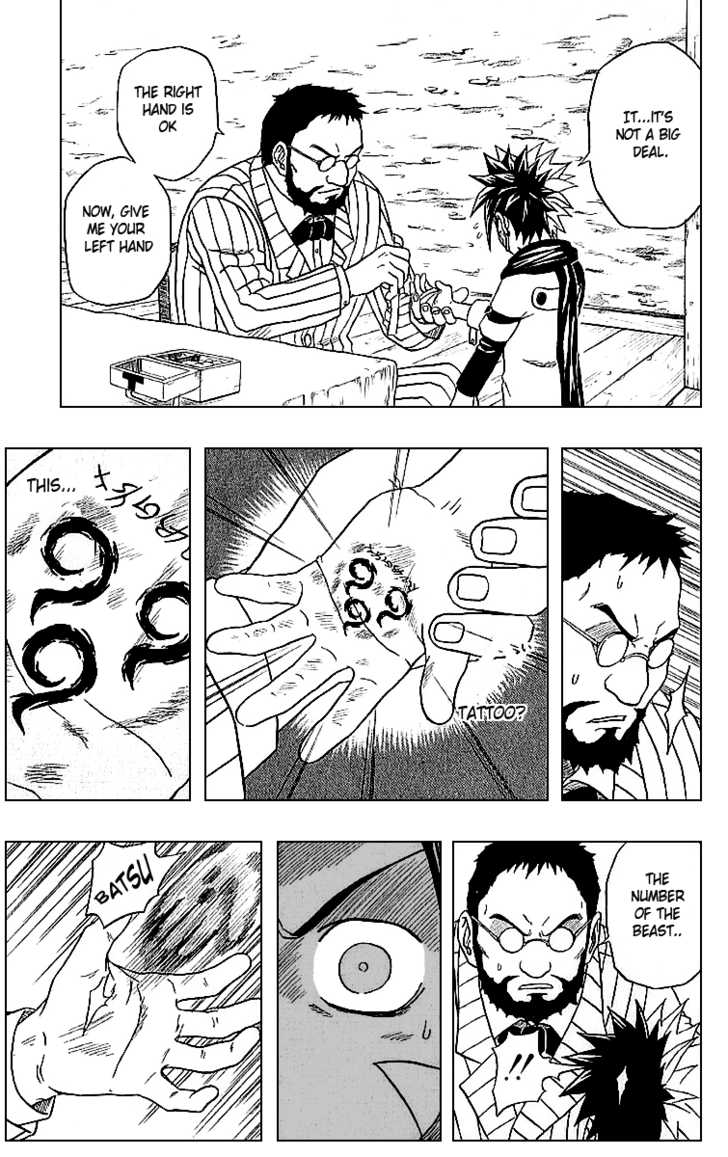 IT...IT'S
NOT A BIG
DEAL.
THE RIGHT
HAND IS
OK
NOW, GIVE
ME YOUR
LEFT HAND
TATTOO?
THIS...
THE
NUMBER
OF THE
BEAST..
!!
BATSU